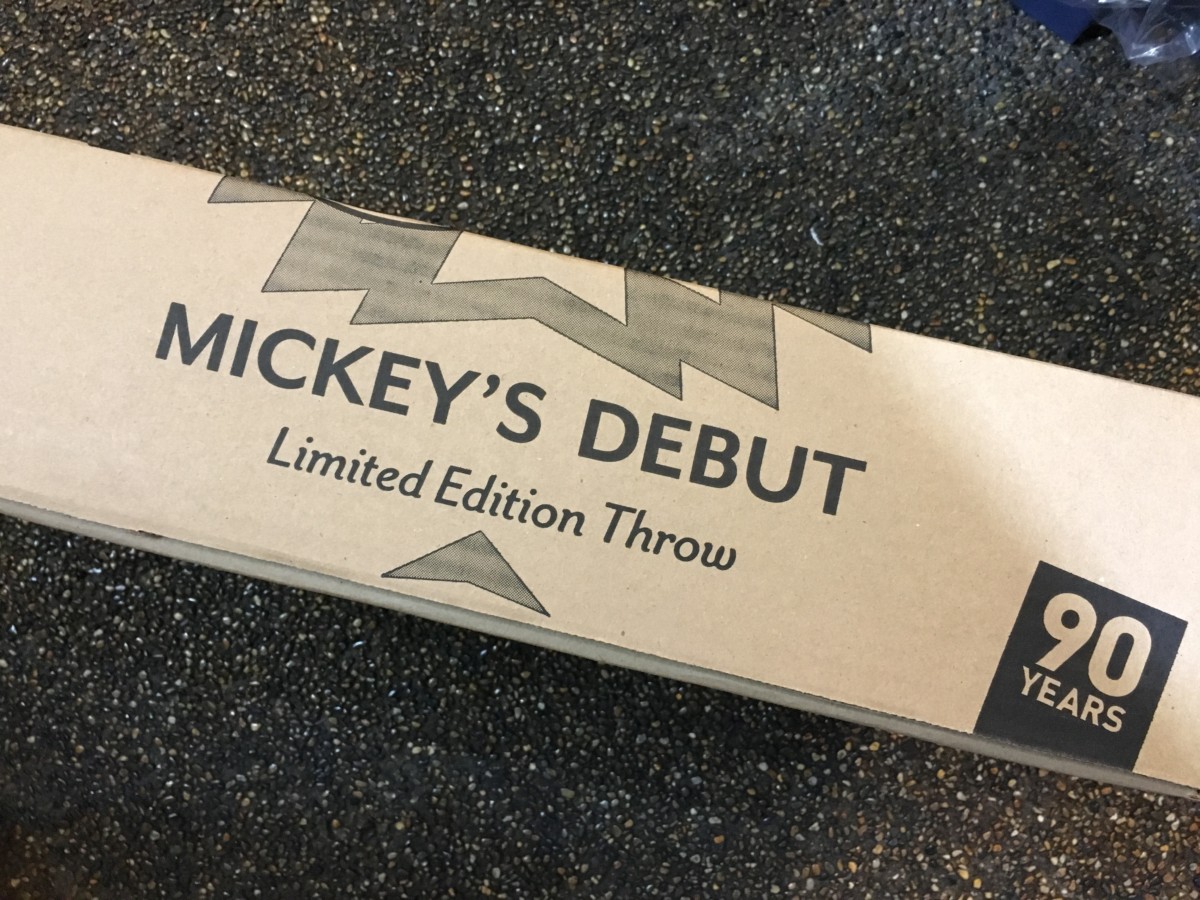 MICKEY’S DEBUT
Limited Edition Throw
90
YEARS